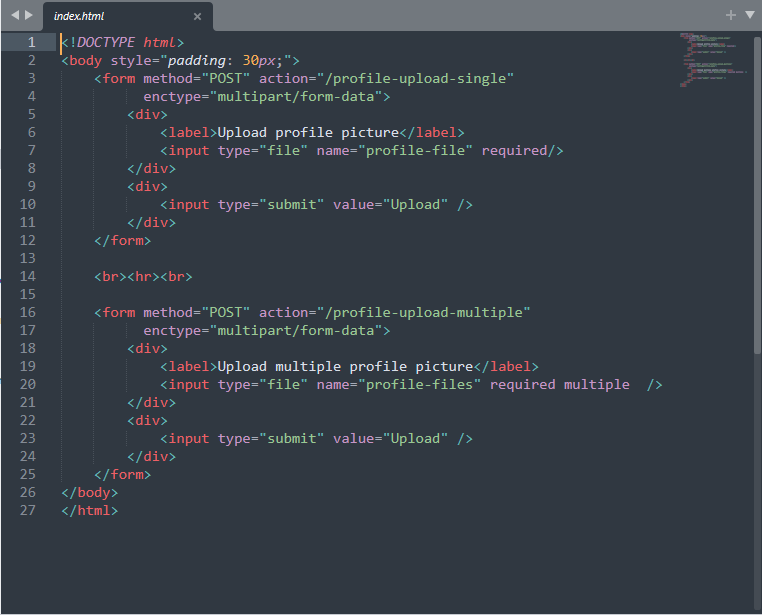 index.html
1 <!DOCTYPE html>
2 <body style="padding: 30px;">
3     <form method="POST" action="/profile-upload-single"
4           enctype="multipart/form-data">
5         <div>
6             <label>Upload profile picture</label>
7             <input type="file" name="profile-file" required/>
8         </div>
9         <div>
10             <input type="submit" value="Upload" />
11         </div>
12     </form>
13
14     <br><hr><br>
15
16     <form method="POST" action="/profile-upload-multiple"
17           enctype="multipart/form-data">
18         <div>
19             <label>Upload multiple profile picture</label>
20             <input type="file" name="profile-files" required multiple  />
21         </div>
22         <div>
23             <input type="submit" value="Upload" />
24         </div>
25     </form>
26 </body>
27 </html>